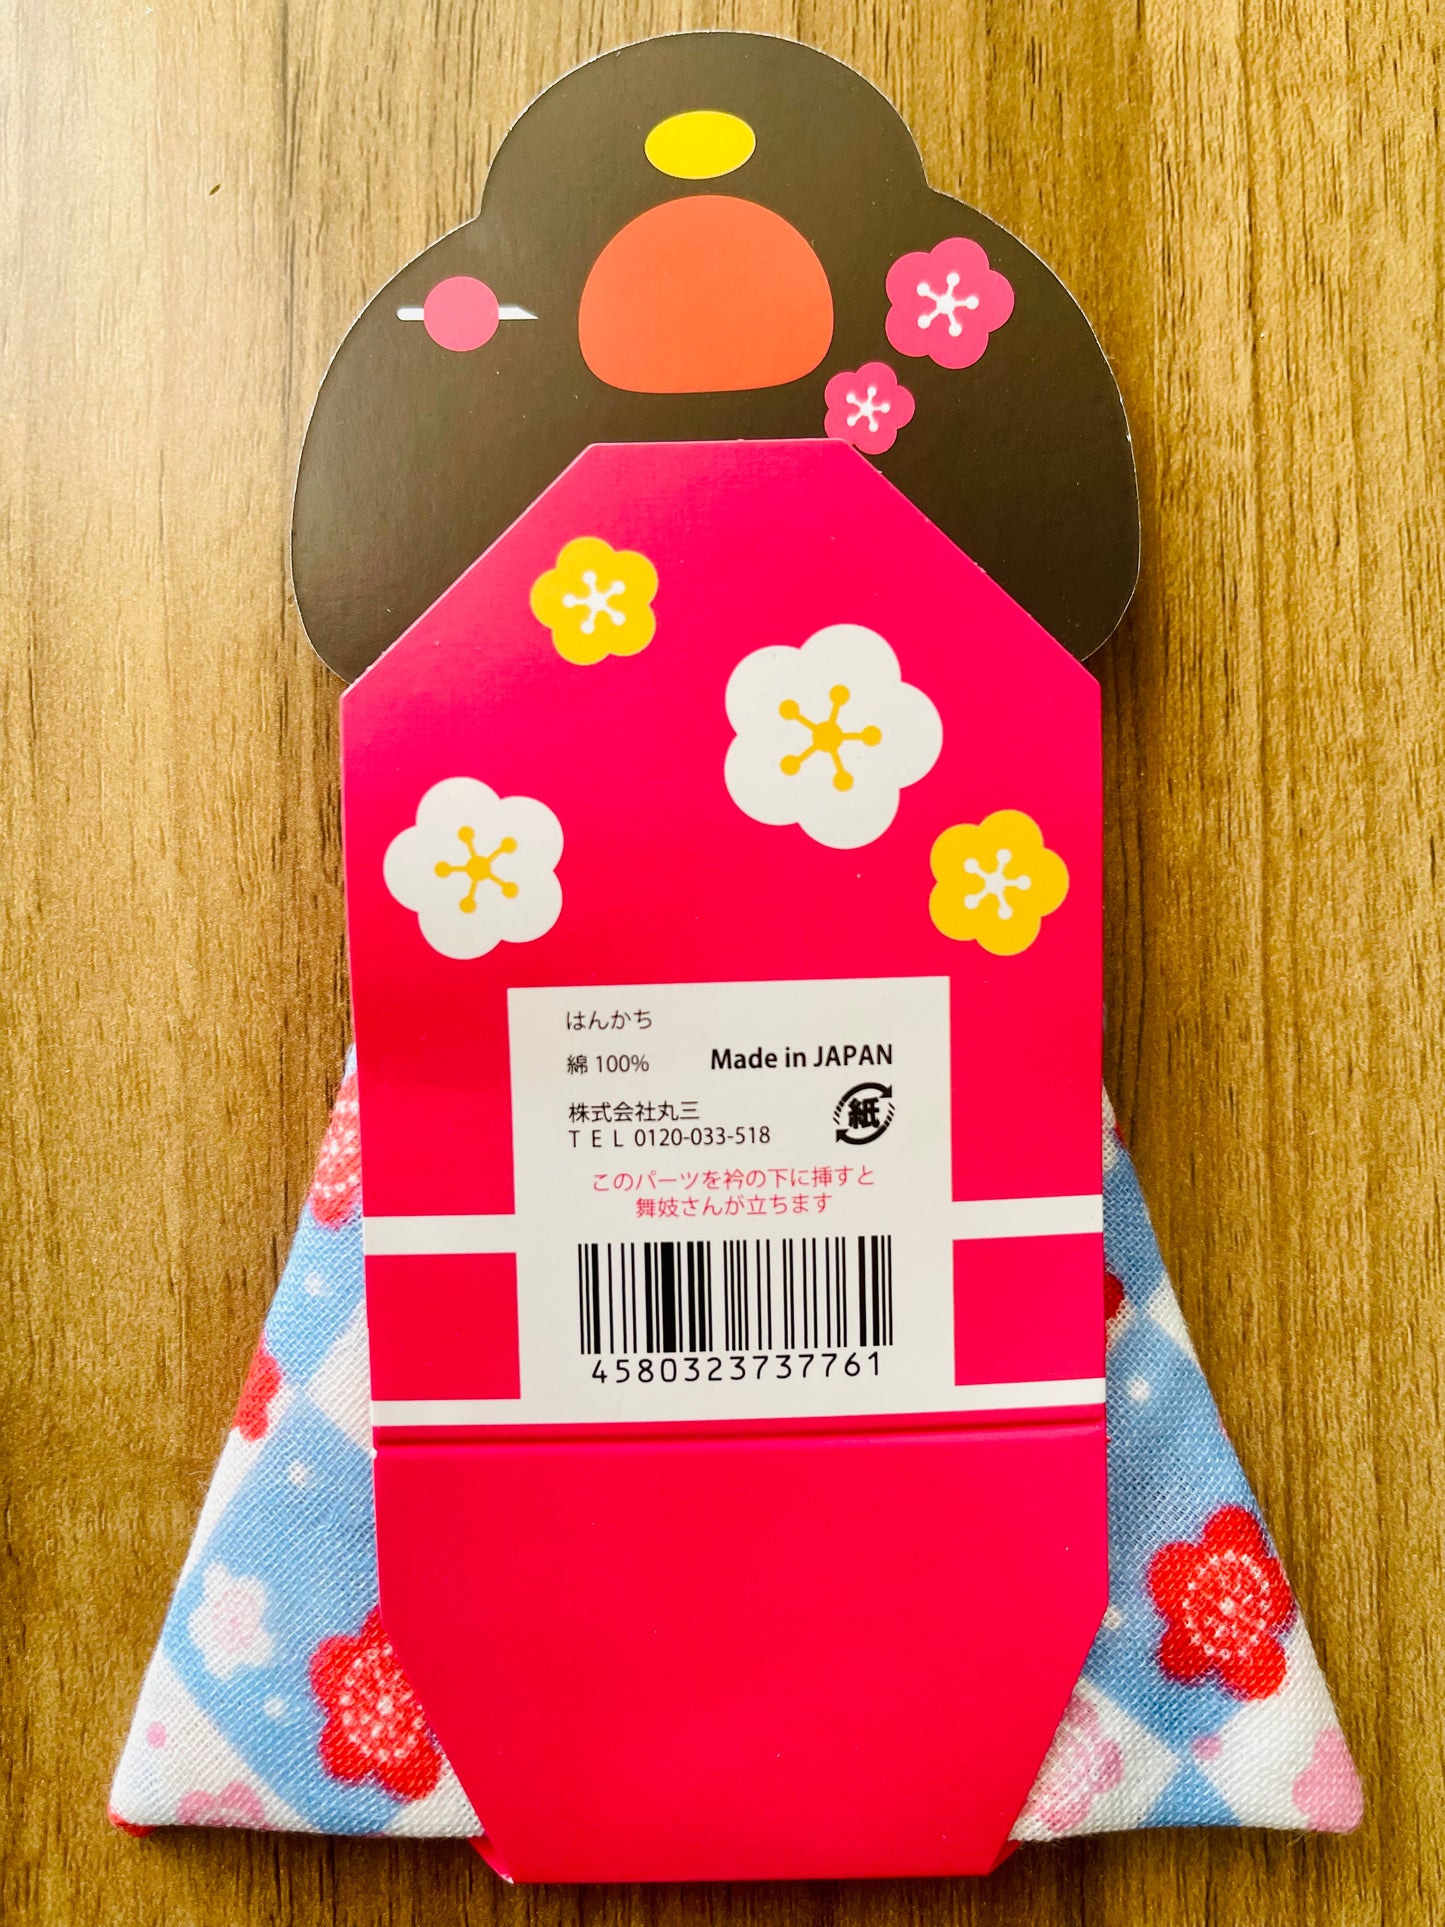 はんかち
綿 100%
Made in JAPAN
株式会社丸三
紙
TEL 0120-033-518
このパーツを衿の下に挿すと
舞妓さんが立ちます
4580323737761